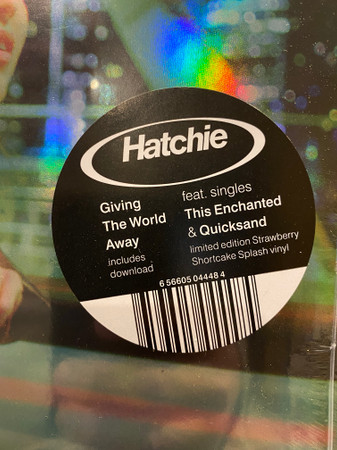 Hatchie
Giving
The World
Away
includes
download
feat. singles
This Enchanted
& Quicksand
limited edition Strawberry
Shortcake Splash vinyl
6 56605 04448 4